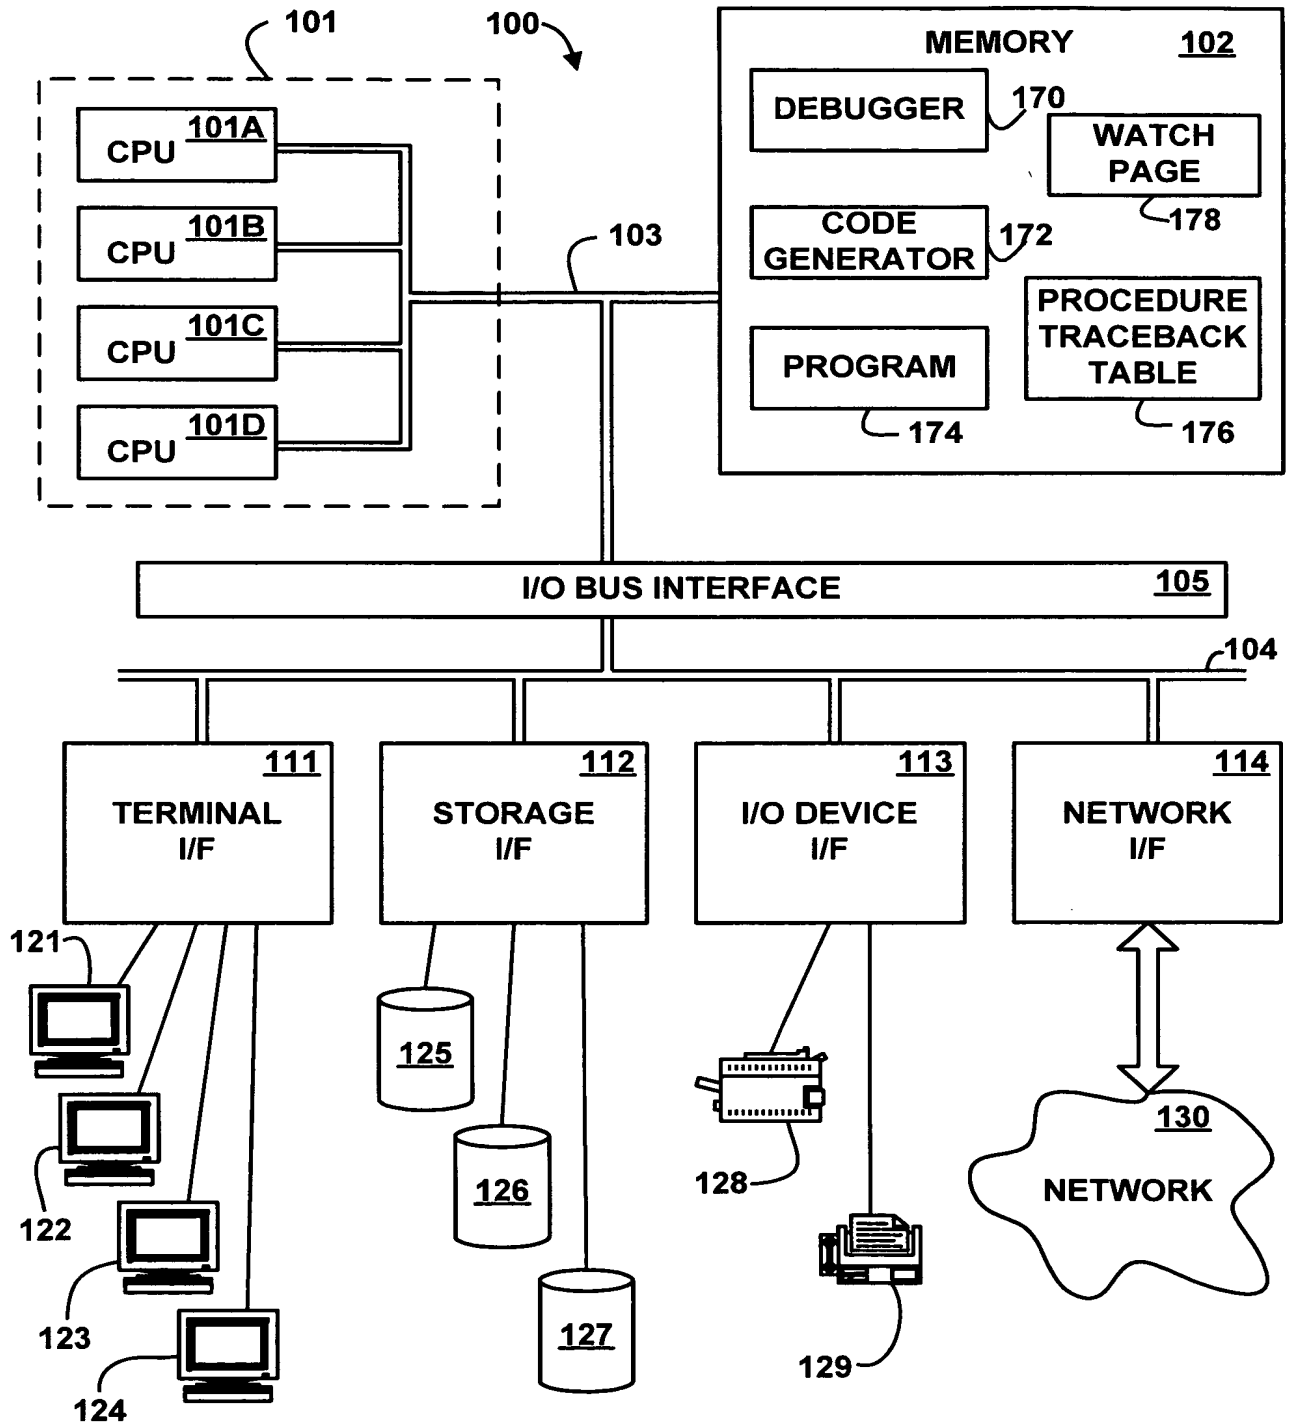 101
100
MEMORY 102
101A
CPU
101B
CPU
101C
CPU
101D
CPU
103
DEBUGGER
170
WATCH
PAGE
178
CODE
GENERATOR
172
PROCEDURE
TRACEBACK
TABLE
176
PROGRAM
174
I/O BUS INTERFACE 105
104
111
TERMINAL
I/F
112
STORAGE
I/F
113
I/O DEVICE
I/F
114
NETWORK
I/F
121
122
123
124
125
126
127
128
129
130
NETWORK